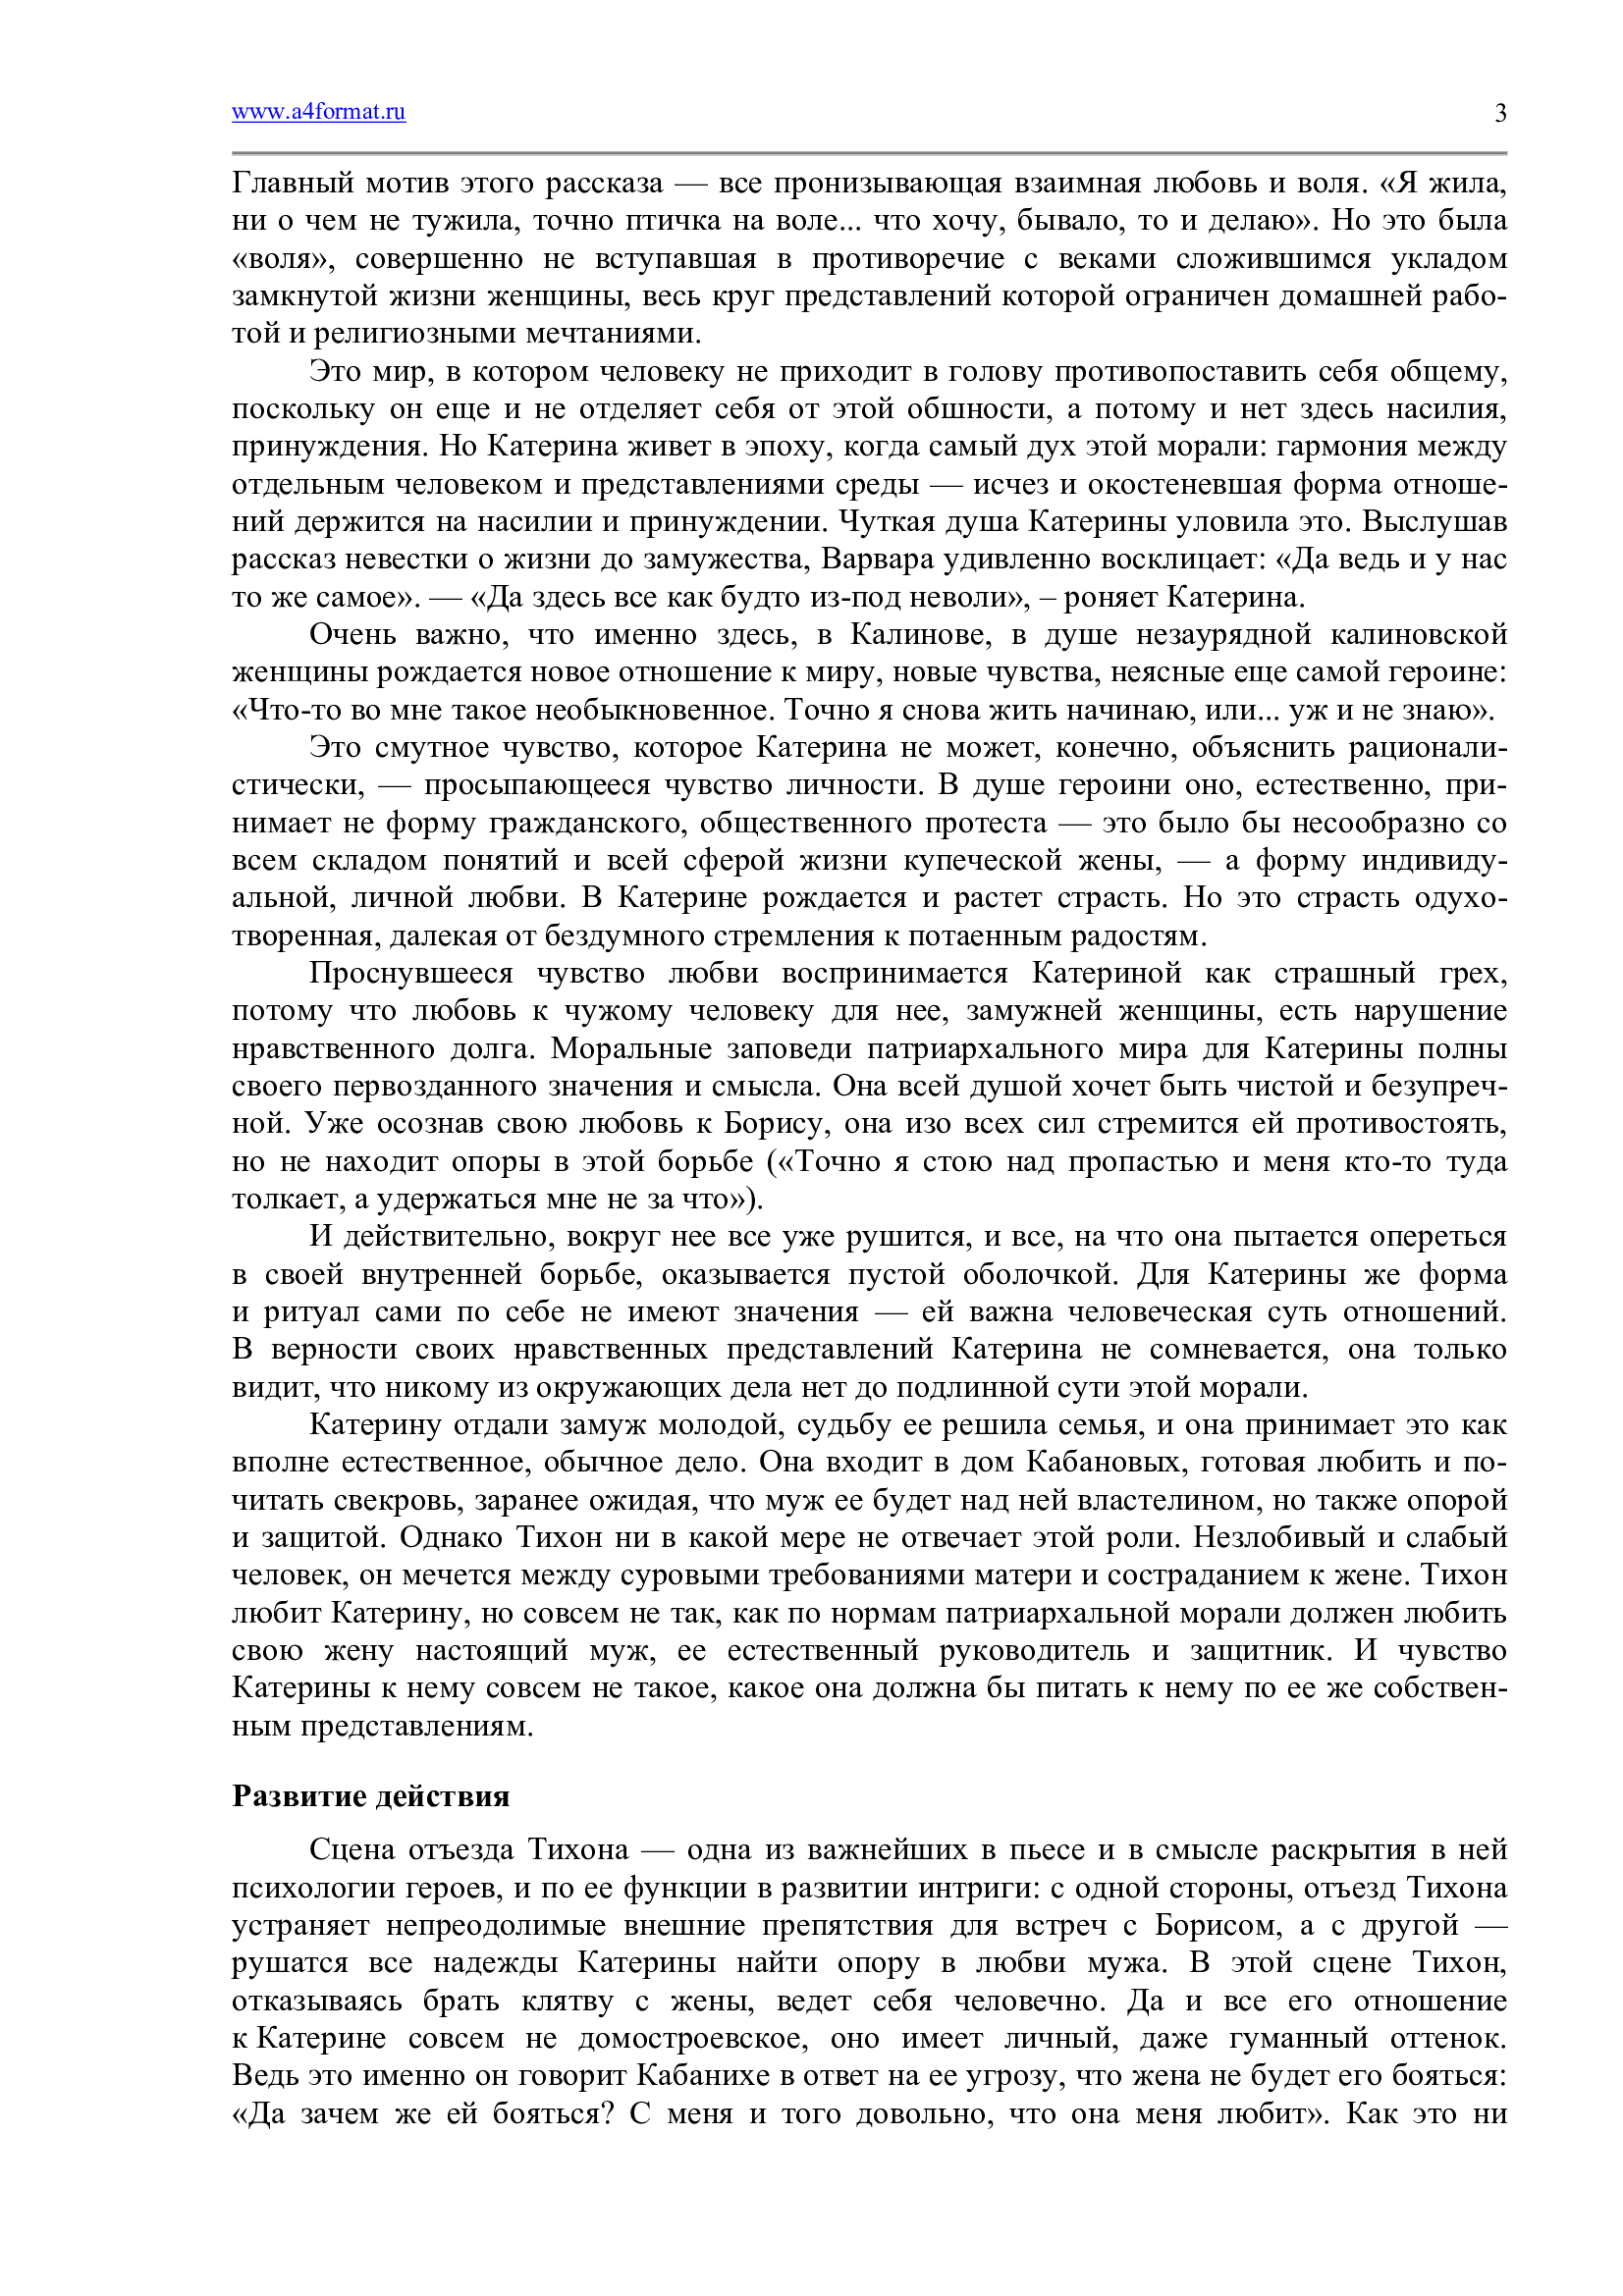 www.a4format.ru
3
Главный мотив этого рассказа — все пронизывающая взаимная любовь и воля. «Я жила,
ни о чем не тужила, точно птичка на воле... что хочу, бывало, то и делаю». Но это была
«воля», совершенно не вступавшая в противоречие с веками сложившимся укладом
замкнутой жизни женщины, весь круг представлений которой ограничен домашней рабо-
той и религиозными мечтаниями.
Это мир, в котором человеку не приходит в голову противопоставить себя общему,
поскольку он еще и не отделяет себя от этой обшности, а потому и нет здесь насилия,
принуждения. Но Катерина живет в эпоху, когда самый дух этой морали: гармония между
отдельным человеком и представлениями среды — исчез и окостеневшая форма отноше-
ний держится на насилии и принуждении. Чуткая душа Катерины уловила это. Выслушав
рассказ невестки о жизни до замужества, Варвара удивленно восклицает: «Да ведь и у нас
то же самое». — «Да здесь все как будто из-под неволи», – роняет Катерина.
Очень важно, что именно здесь, в Калинове, в душе незаурядной калиновской
женщины рождается новое отношение к миру, новые чувства, неясные еще самой героине:
«Что-то во мне такое необыкновенное. Точно я снова жить начинаю, или... уж и не знаю».
Это смутное чувство, которое Катерина не может, конечно, объяснить рационали-
стически, — просыпающееся чувство личности. В душе героини оно, естественно, при-
нимает не форму гражданского, общественного протеста — это было бы несообразно со
всем складом понятий и всей сферой жизни купеческой жены, — а форму индивиду-
альной, личной любви. В Катерине рождается и растет страсть. Но это страсть одухо-
творенная, далекая от бездумного стремления к потаенным радостям.
Проснувшееся чувство любви воспринимается Катериной как страшный грех,
потому что любовь к чужому человеку для нее, замужней женщины, есть нарушение
нравственного долга. Моральные заповеди патриархального мира для Катерины полны
своего первозданного значения и смысла. Она всей душой хочет быть чистой и безупреч-
ной. Уже осознав свою любовь к Борису, она изо всех сил стремится ей противостоять,
но не находит опоры в этой борьбе («Точно я стою над пропастью и меня кто-то туда
толкает, а удержаться мне не за что»).
И действительно, вокруг нее все уже рушится, и все, на что она пытается опереться
в своей внутренней борьбе, оказывается пустой оболочкой. Для Катерины же форма
и ритуал сами по себе не имеют значения — ей важна человеческая суть отношений.
В верности своих нравственных представлений Катерина не сомневается, она только
видит, что никому из окружающих дела нет до подлинной сути этой морали.
Катерину отдали замуж молодой, судьбу ее решила семья, и она принимает это как
вполне естественное, обычное дело. Она входит в дом Кабановых, готовая любить и по-
читать свекровь, заранее ожидая, что муж ее будет над ней властелином, но также опорой
и защитой. Однако Тихон ни в какой мере не отвечает этой роли. Незлобивый и слабый
человек, он мечется между суровыми требованиями матери и состраданием к жене. Тихон
любит Катерину, но совсем не так, как по нормам патриархальной морали должен любить
свою жену настоящий муж, ее естественный руководитель и защитник. И чувство
Катерины к нему совсем не такое, какое она должна бы питать к нему по ее же собствен-
ным представлениям.
Развитие действия
Сцена отъезда Тихона — одна из важнейших в пьесе и в смысле раскрытия в ней
психологии героев, и по ее функции в развитии интриги: с одной стороны, отъезд Тихона
устраняет непреодолимые внешние препятствия для встреч с Борисом, а с другой —
рушатся все надежды Катерины найти опору в любви мужа. В этой сцене Тихон,
отказываясь брать клятву с жены, ведет себя человечно. Да и все его отношение
к Катерине совсем не домостроевское, оно имеет личный, даже гуманный оттенок.
Ведь это именно он говорит Кабанихе в ответ на ее угрозу, что жена не будет его бояться:
«Да зачем же ей бояться? С меня и того довольно, что она меня любит». Как это ни